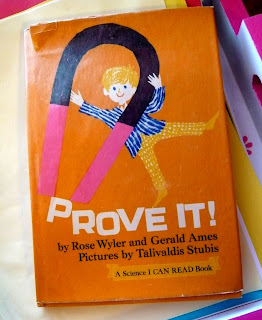 PROVE IT!
by Rose Wyler and Gerald Ames
Pictures by Talivaldis Stubis
A Science I CAN READ Book